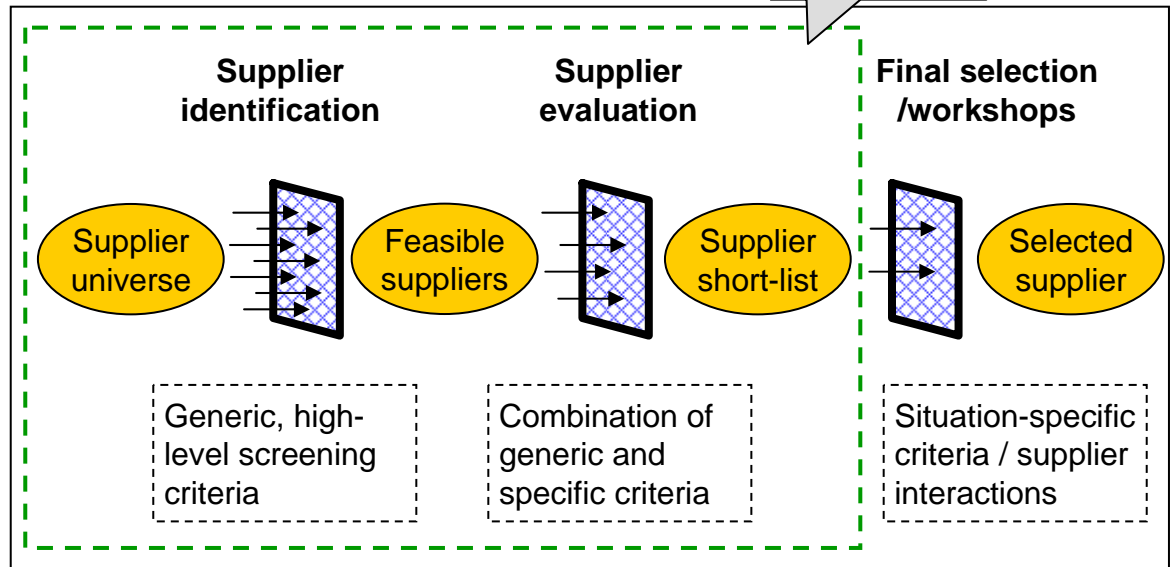 Supplier
identification
Supplier
evaluation
Final selection
/workshops
Supplier
universe
Feasible
suppliers
Supplier
short-list
Selected
supplier
Generic, high-
level screening
criteria
Combination of
generic and
specific criteria
Situation-specific
criteria / supplier
interactions